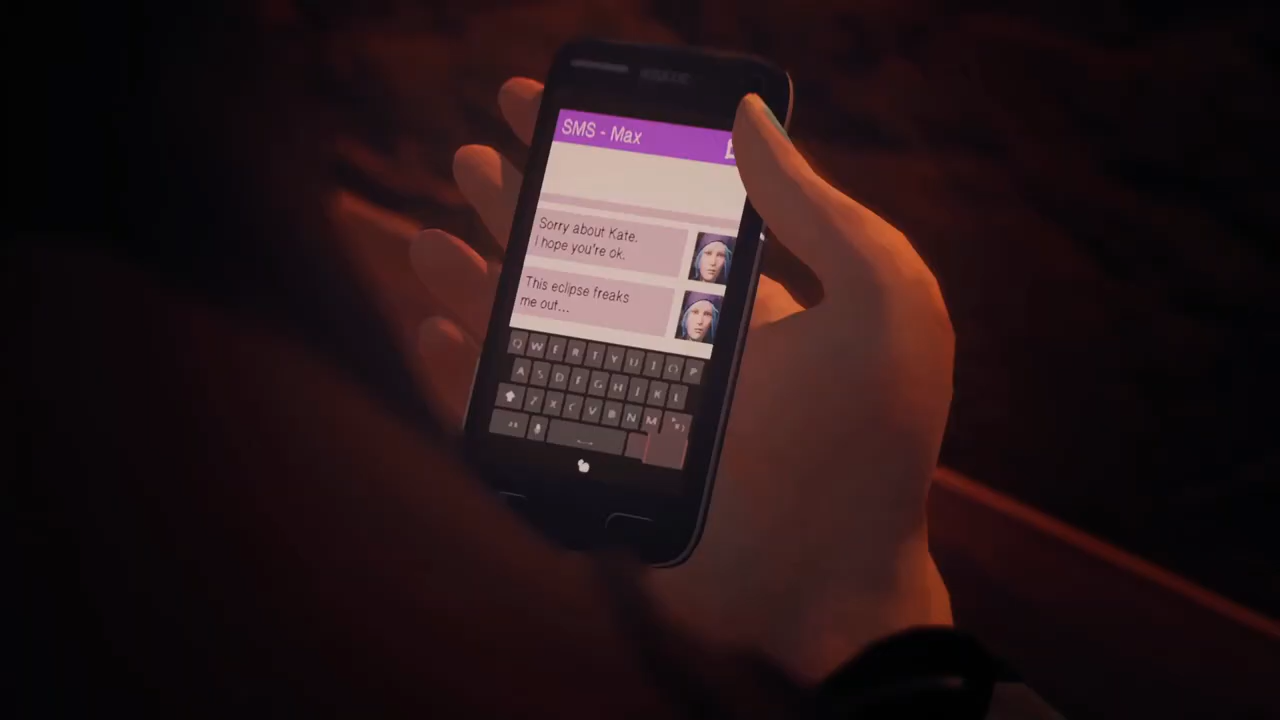 SMS - Max
Sorry about Kate.
I hope you're ok.
This eclipse freaks
me out...
Q W E R T Y U I O P
A S D F G H J K L
Z X C V B N M